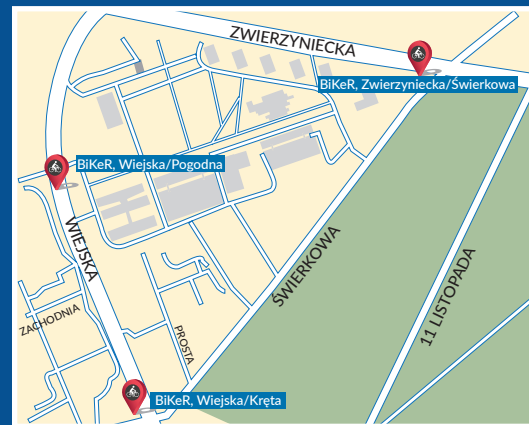 ZWIERZYNIECKA
BiKeR, Zwierzyniecka/Świerkowa
BiKeR, Wiejska/Pogodna
WIEJSKA
ŚWIERKOWA
11 LISTOPADA
ZACHODNIA
PROSTA
BiKeR, Wiejska/Kręta